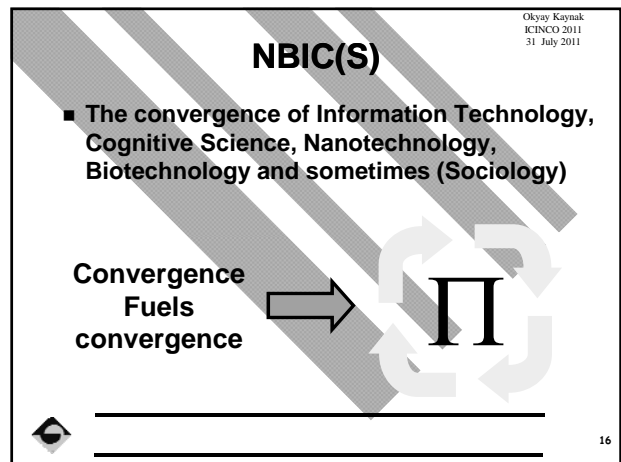 Okyay Kaynak
ICINCO 2011
31 July 2011
NBIC(S)
■ The convergence of Information Technology,
Cognitive Science, Nanotechnology,
Biotechnology and sometimes (Sociology)
Convergence
Fuels
convergence
Π
16